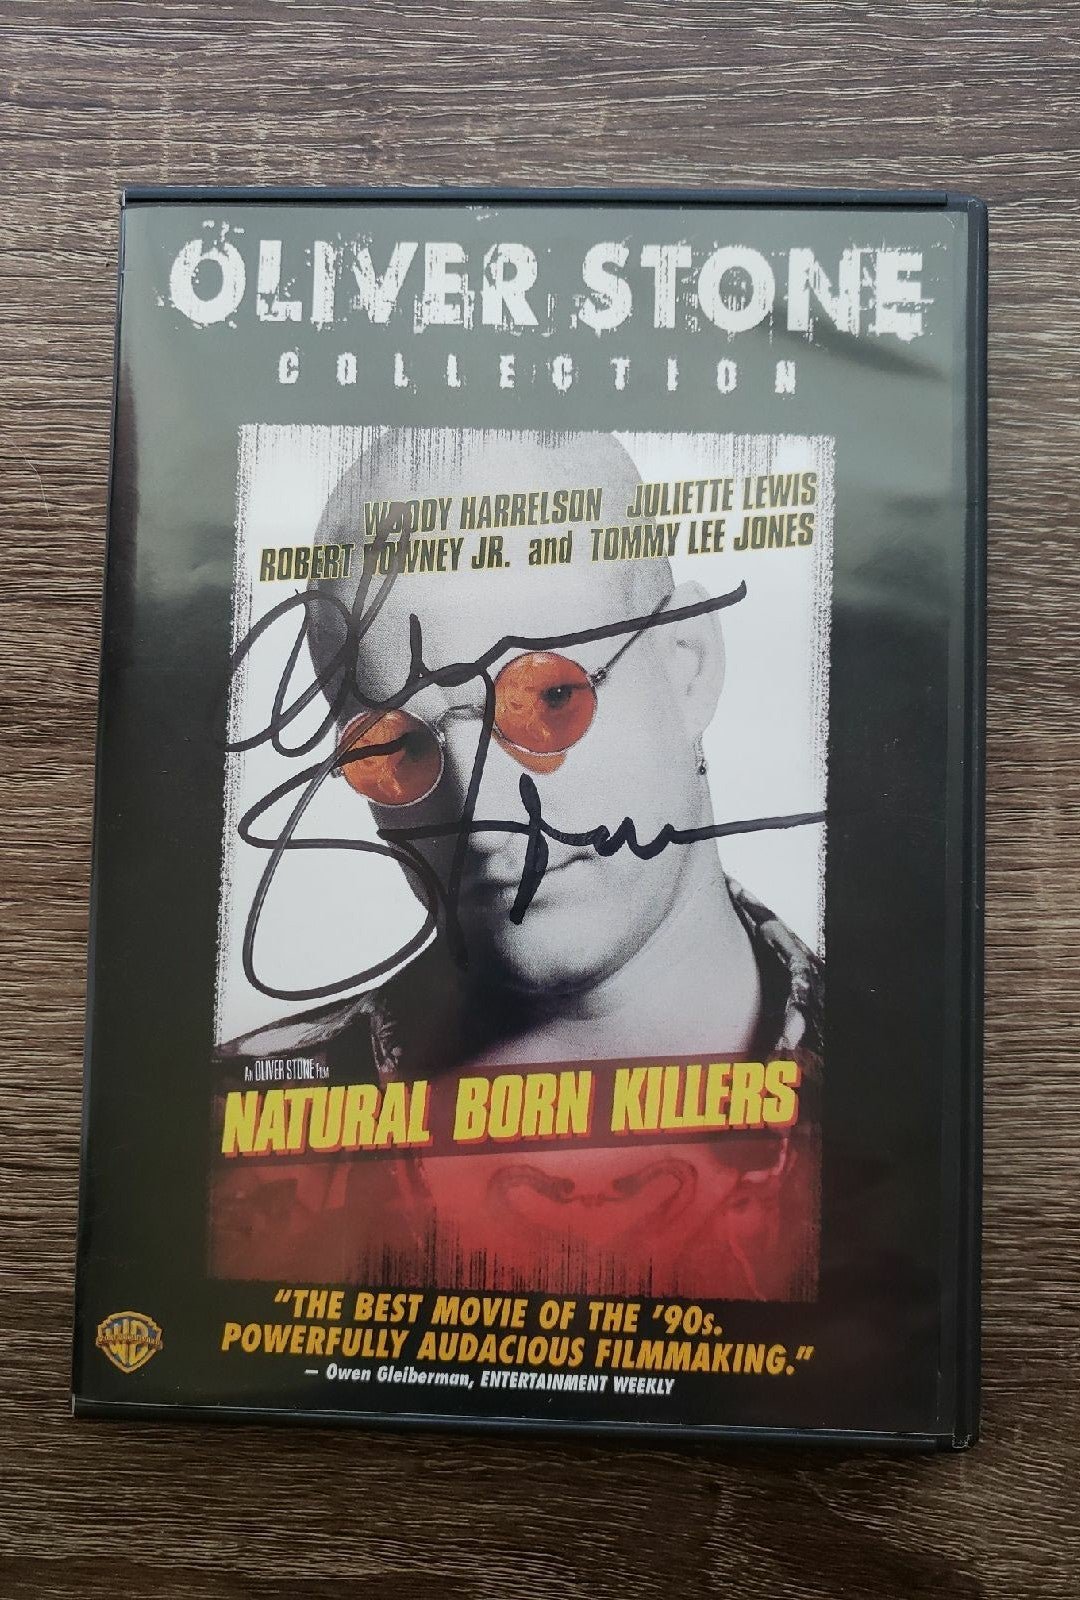 OLIVER STONE
COLLECTION
WOODY HARRELSON JULIETTE LEWIS
ROBERT DOWNEY JR. and TOMMY LEE JONES
AN OLIVER STONE FILM
NATURAL BORN KILLERS
"THE BEST MOVIE OF THE '90s.
POWERFULLY AUDACIOUS FILMMAKING."
— Owen Gleiberman, ENTERTAINMENT WEEKLY
WB